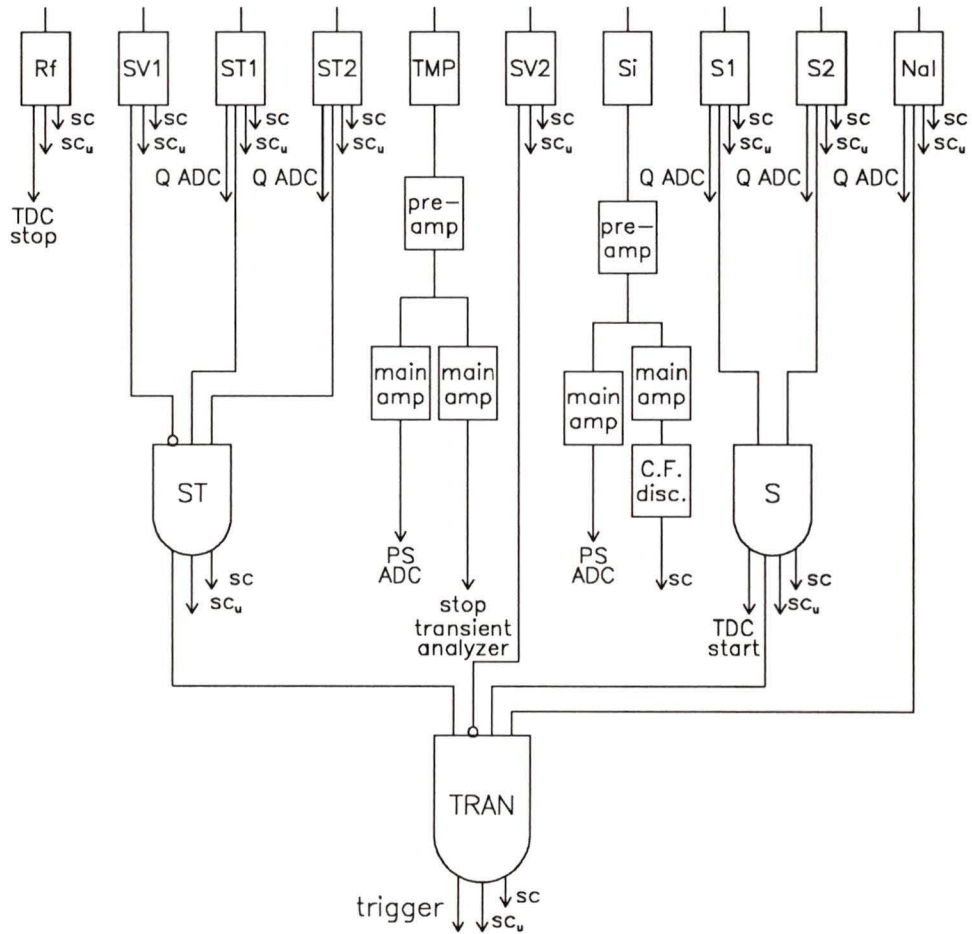 Rf SV1 ST1 ST2 TMP SV2 Si S1 S2 NaI
sc sc sc sc sc sc sc sc sc
scᵤ scᵤ scᵤ scᵤ scᵤ scᵤ scᵤ scᵤ scᵤ
Q ADC Q ADC Q ADC Q ADC Q ADC
TDC
stop
pre-
amp
pre-
amp
main
amp
main
amp
main
amp
main
amp
C.F.
disc.
ST
S
PS
ADC
PS
ADC
sc
scᵤ
stop
transient
analyzer
sc
sc
scᵤ
TDC
start
TRAN
trigger
sc
scᵤ